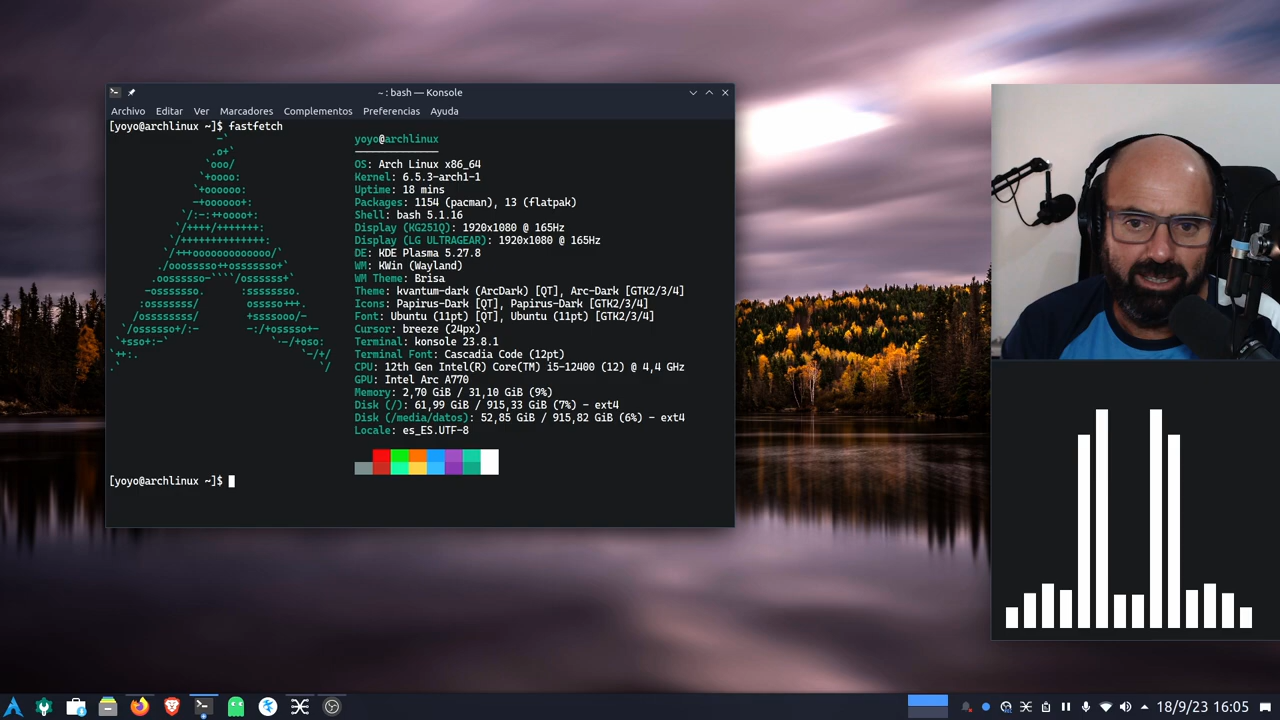 ~ : bash — Konsole
Archivo Editar Ver Marcadores Complementos Preferencias Ayuda
[yoyo@archlinux ~]$ fastfetch
yoyo@archlinux
OS: Arch Linux x86_64
Kernel: 6.5.3-arch1-1
Uptime: 18 mins
Packages: 1154 (pacman), 13 (flatpak)
Shell: bash 5.1.16
Display (KG251Q): 1920x1080 @ 165Hz
Display (LG ULTRAGEAR): 1920x1080 @ 165Hz
DE: KDE Plasma 5.27.8
WM: KWin (Wayland)
WM Theme: Brisa
Theme: kvantum-dark (ArcDark) [QT], Arc-Dark [GTK2/3/4]
Icons: Papirus-Dark [QT], Papirus-Dark [GTK2/3/4]
Font: Ubuntu (11pt) [QT], Ubuntu (11pt) [GTK2/3/4]
Cursor: breeze (24px)
Terminal: konsole 23.8.1
Terminal Font: Cascadia Code (12pt)
CPU: 12th Gen Intel(R) Core(TM) i5-12400 (12) @ 4,4 GHz
GPU: Intel Arc A770
Memory: 2,70 GiB / 31,10 GiB (9%)
Disk (/): 61,99 GiB / 915,33 GiB (7%) - ext4
Disk (/media/datos): 52,85 GiB / 915,82 GiB (6%) - ext4
Locale: es_ES.UTF-8
[yoyo@archlinux ~]$
18/9/23 16:05